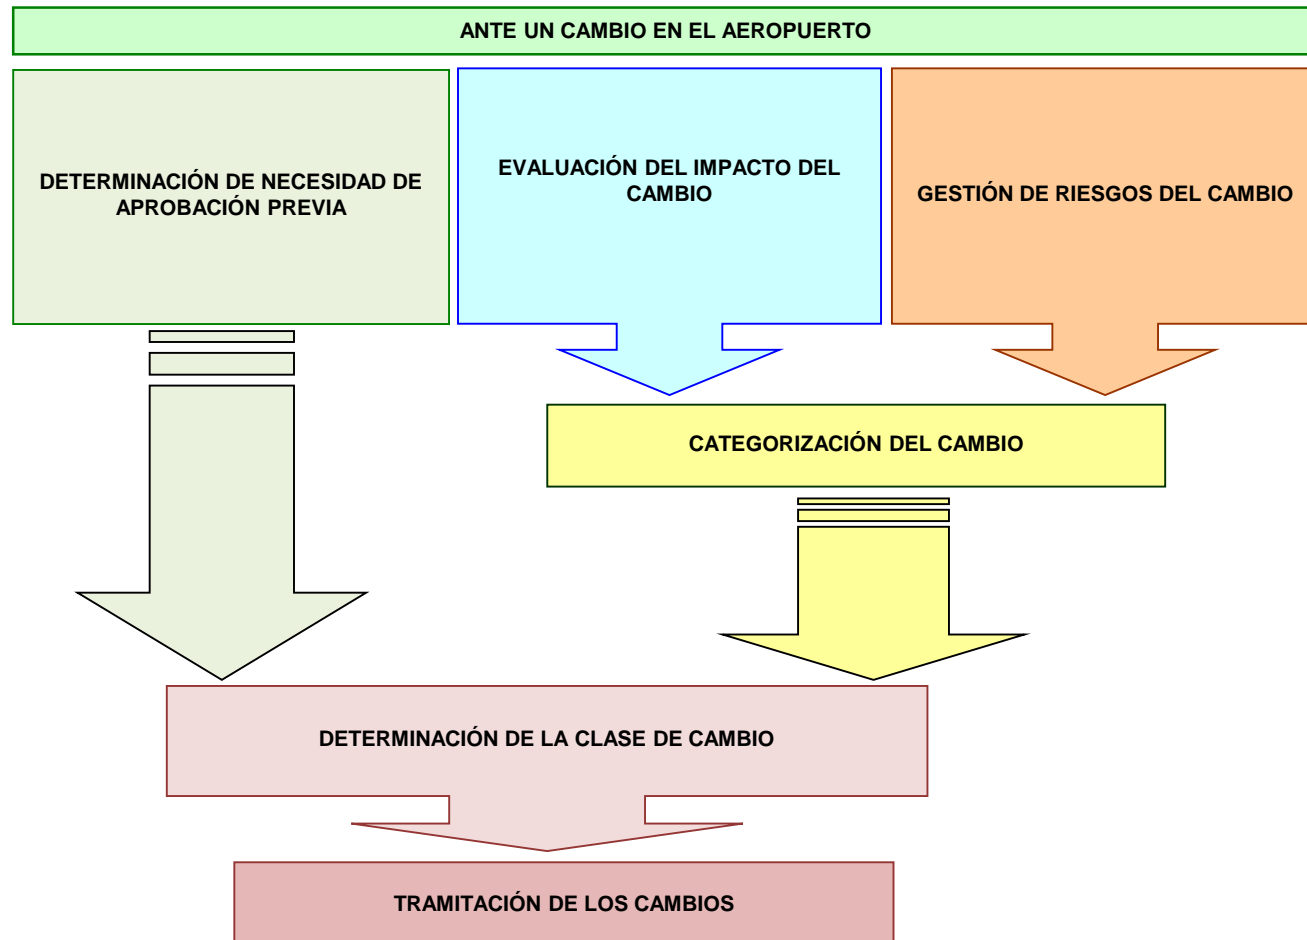 ANTE UN CAMBIO EN EL AEROPUERTO
DETERMINACIÓN DE NECESIDAD DE
APROBACIÓN PREVIA
EVALUACIÓN DEL IMPACTO DEL
CAMBIO
GESTIÓN DE RIESGOS DEL CAMBIO
CATEGORIZACIÓN DEL CAMBIO
DETERMINACIÓN DE LA CLASE DE CAMBIO
TRAMITACIÓN DE LOS CAMBIOS